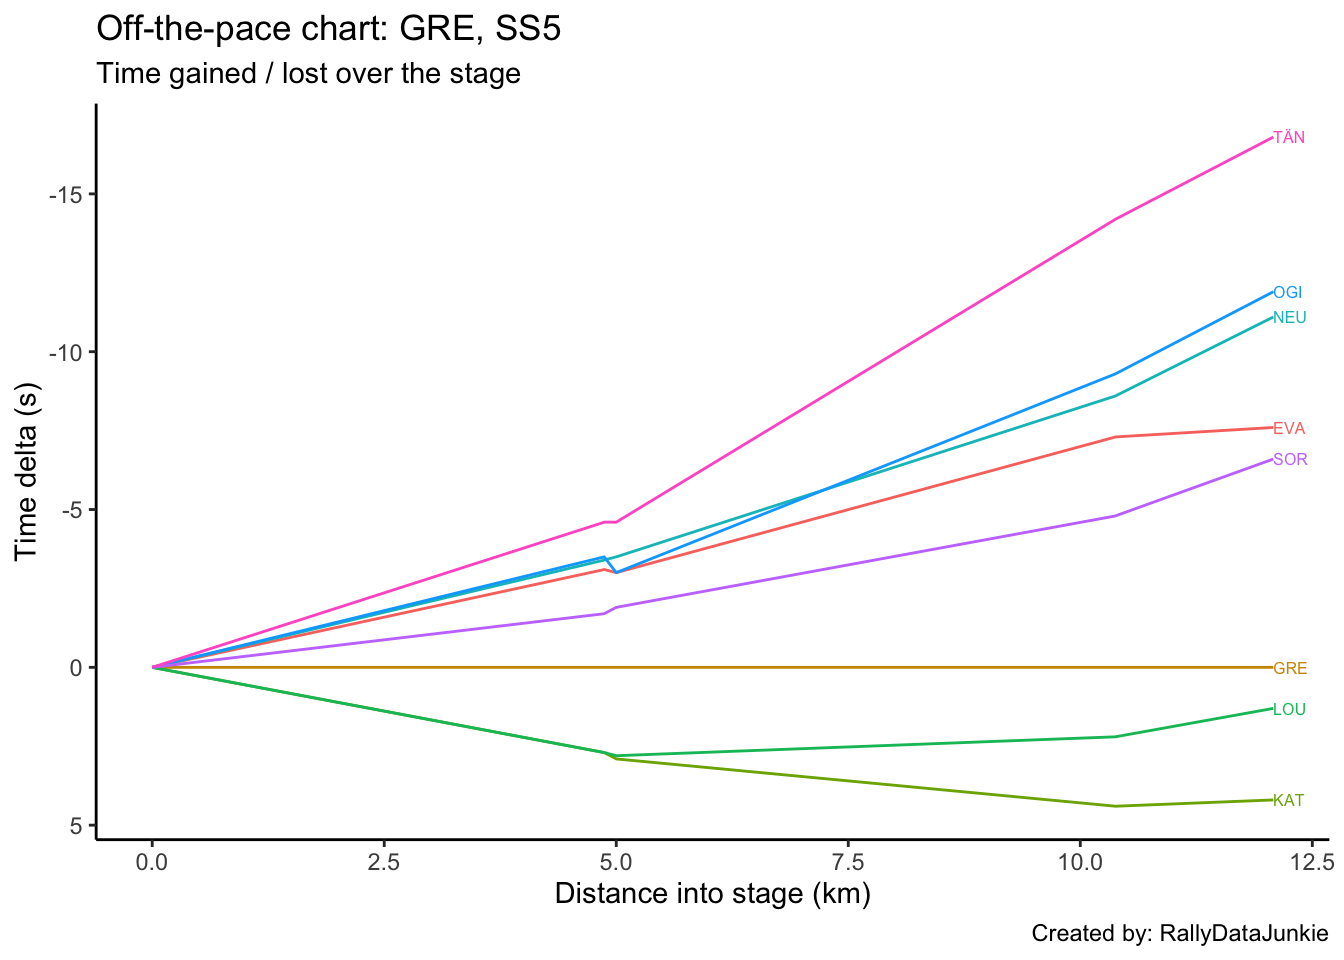 Off-the-pace chart: GRE, SS5
Time gained / lost over the stage
Time delta (s)
-15
-10
-5
0
5
TÄN
OGI
NEU
EVA
SOR
GRE
LOU
KAT
0.0 2.5 5.0 7.5 10.0 12.5
Distance into stage (km)
Created by: RallyDataJunkie